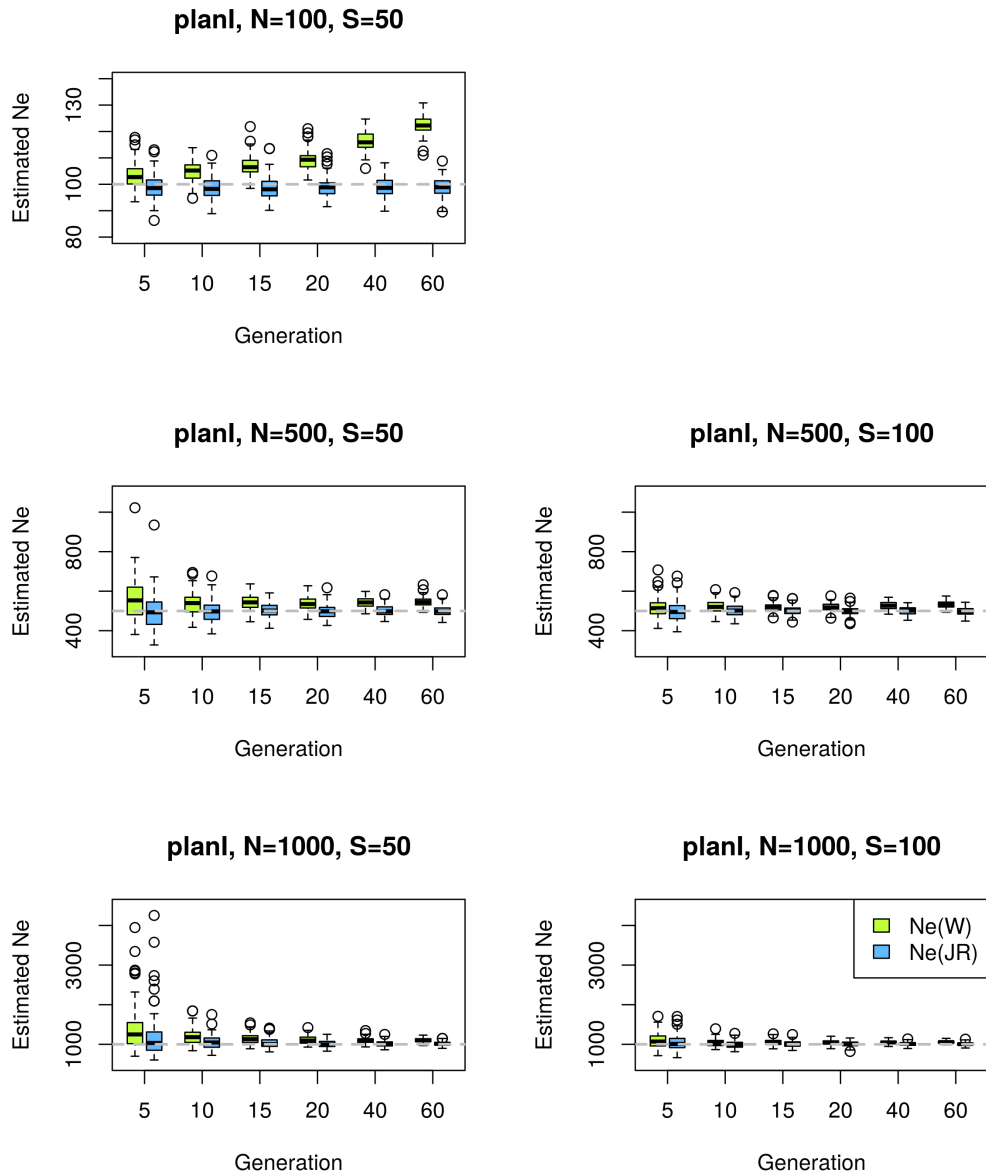 planI, N=100, S=50
Estimated Ne
130
100
80
5 10 15 20 40 60
Generation
planI, N=500, S=50
Estimated Ne
800
400
5 10 15 20 40 60
Generation
planI, N=500, S=100
Estimated Ne
800
400
5 10 15 20 40 60
Generation
planI, N=1000, S=50
Estimated Ne
3000
1000
5 10 15 20 40 60
Generation
planI, N=1000, S=100
Estimated Ne
3000
1000
5 10 15 20 40 60
Generation
Ne(W)
Ne(JR)